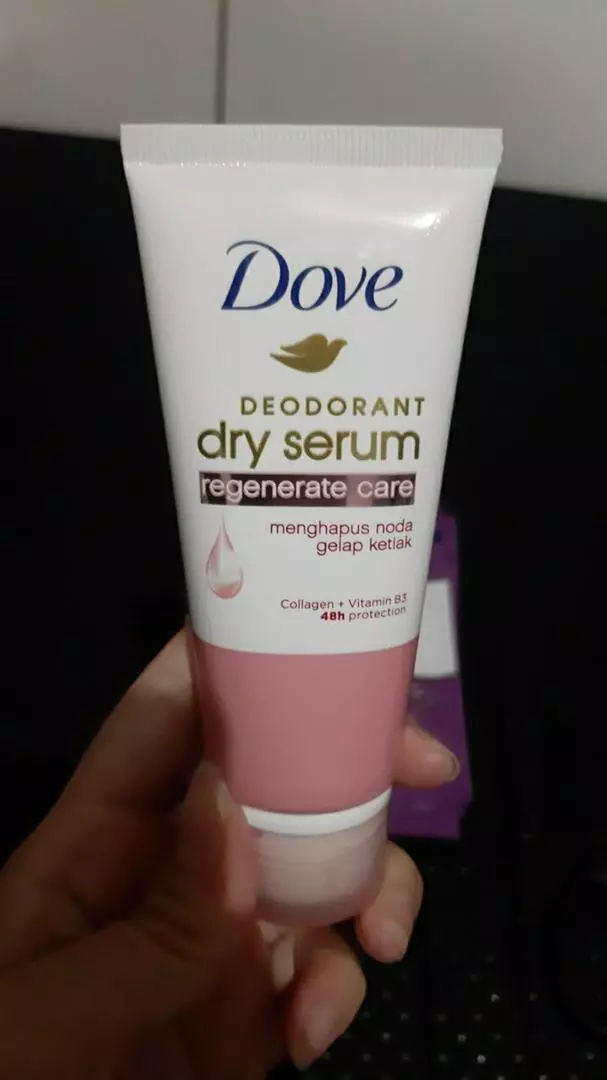 Dove
DEODORANT
dry serum
regenerate care
menghapus noda
gelap ketiak
Collagen + Vitamin B3
48h protection